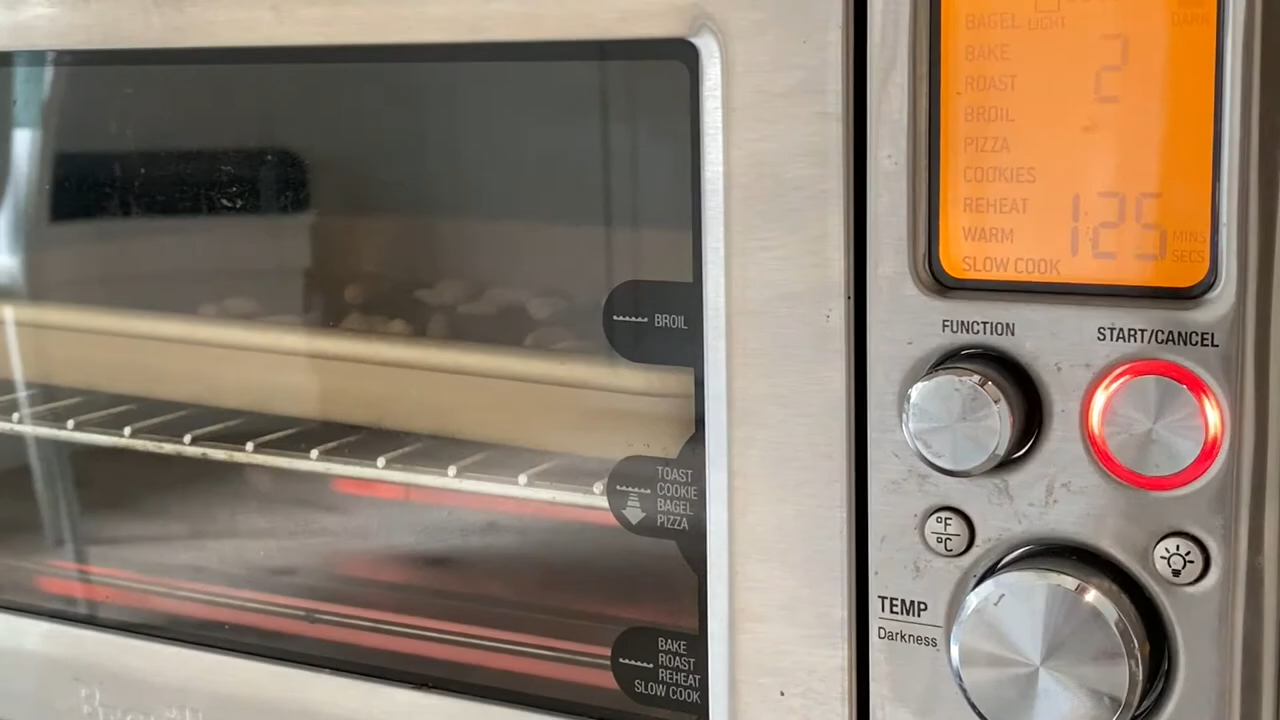 BAGEL LIGHT DARK
BAKE
2
ROAST
BROIL
PIZZA
COOKIES
REHEAT
1:25
WARM
MINS
SECS
SLOW COOK
FUNCTION
START/CANCEL
BROIL
TOAST
COOKIE
BAGEL
PIZZA
°F
°C
TEMP
Darkness
BAKE
ROAST
REHEAT
SLOW COOK